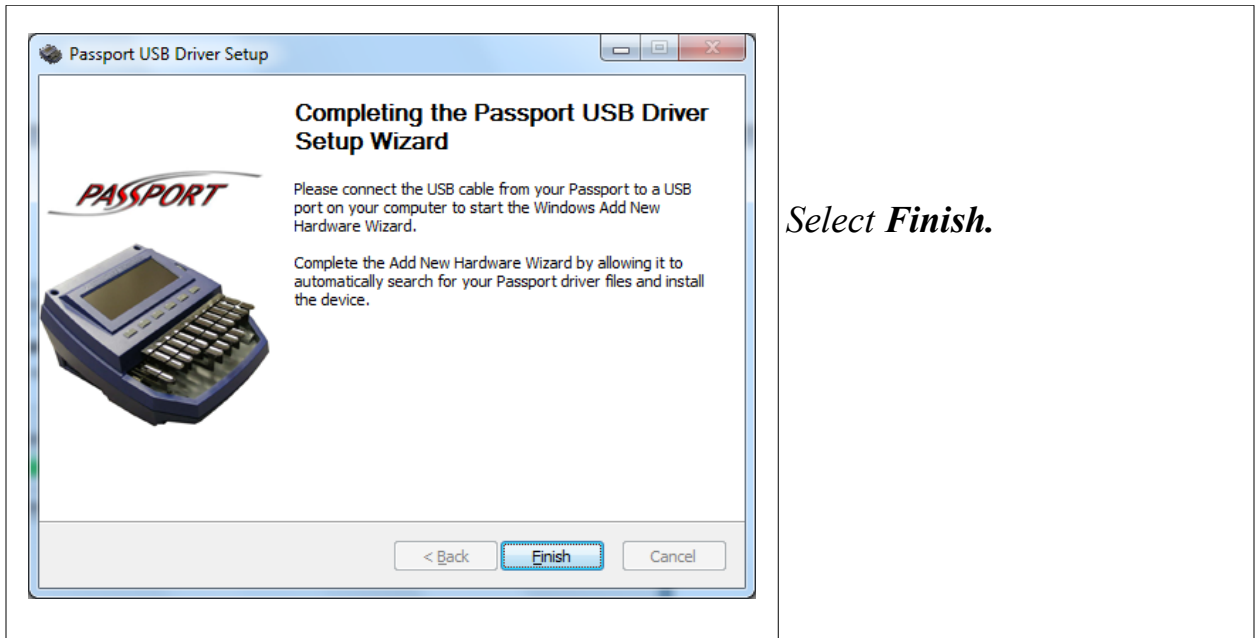 Passport USB Driver Setup
Completing the Passport USB Driver
Setup Wizard
PASSPORT
Please connect the USB cable from your Passport to a USB
port on your computer to start the Windows Add New
Hardware Wizard.
Complete the Add New Hardware Wizard by allowing it to
automatically search for your Passport driver files and install
the device.
< Back
Finish
Cancel
Select Finish.